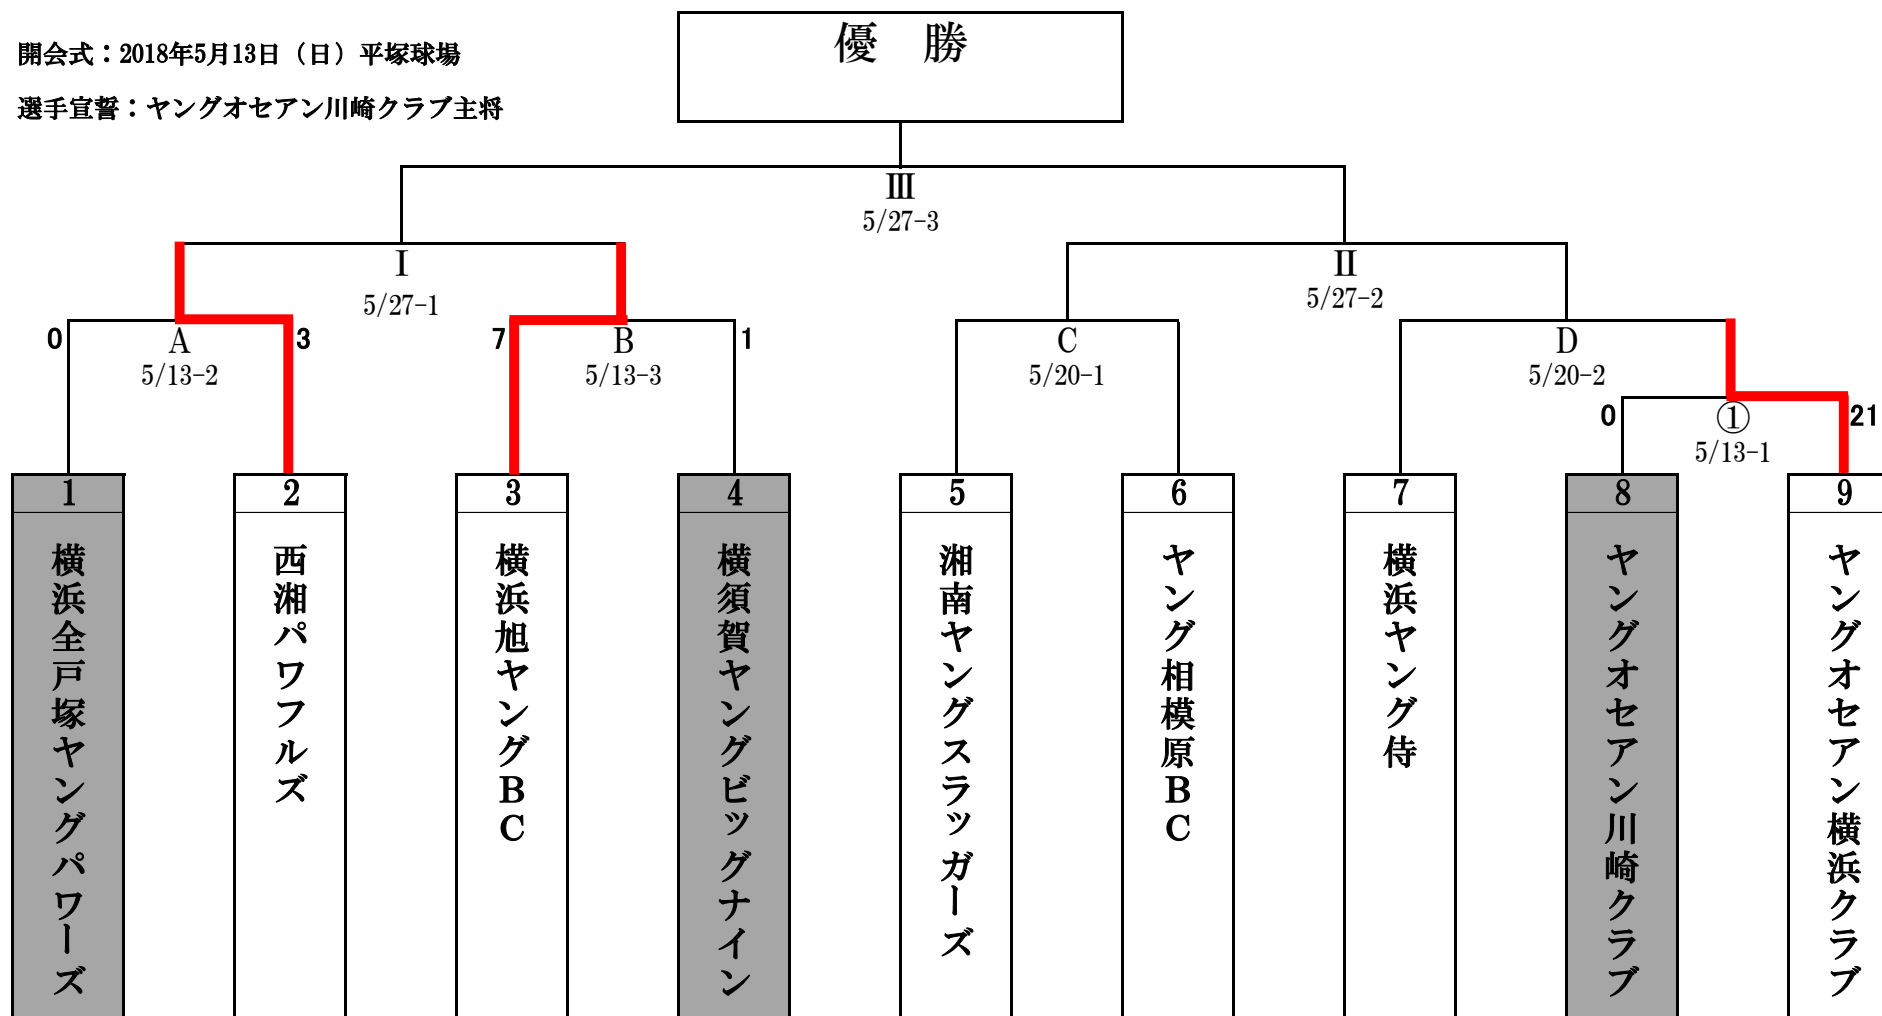 優　勝
開会式：2018年5月13日（日）平塚球場
選手宣誓：ヤングオセアン川崎クラブ主将
Ⅲ
5/27-3
Ⅰ
5/27-1
Ⅱ
5/27-2
0
A
3
5/13-2
7
B
1
5/13-3
C
5/20-1
D
5/20-2
0
①
21
5/13-1
1
2
3
4
5
6
7
8
9
横浜全戸塚ヤングパワーズ
西湘パワフルズ
横浜旭ヤングBC
横須賀ヤングビッグナイン
湘南ヤングスラッガーズ
ヤング相模原BC
横浜ヤング侍
ヤングオセアン川崎クラブ
ヤングオセアン横浜クラブ